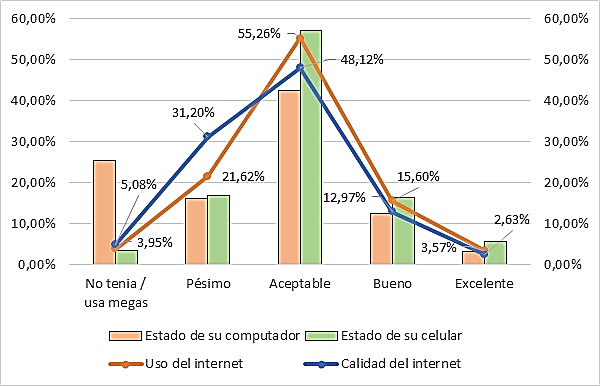 60,00% 60,00%
55,26%
50,00% 50,00%
48,12%
40,00% 40,00%
31,20%
30,00% 30,00%
21,62%
20,00% 20,00%
5,08% 12,97% 15,60%
10,00% 10,00%
3,95% 3,57% 2,63%
0,00% 0,00%
No tenia / Pésimo Aceptable Bueno Excelente
usa megas
Estado de su computador Estado de su celular
Uso del internet Calidad del internet